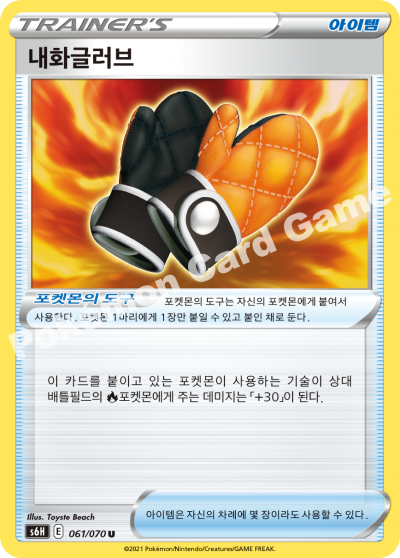 TRAINER'S 아이템
내화글러브
포켓몬의 도구 포켓몬의 도구는 자신의 포켓몬에게 붙여서
사용한다. 포켓몬 1마리에게 1장만 붙일 수 있고 붙인 채로 둔다.
이 카드를 붙이고 있는 포켓몬이 사용하는 기술이 상대
배틀필드의 포켓몬에게 주는 데미지는 「+30」이 된다.
Illus. Toyste Beach
s6H E 061/070 U
아이템은 자신의 차례에 몇 장이라도 사용할 수 있다.
©2021 Pokémon/Nintendo/Creatures/GAME FREAK.
Pokémon Card Game